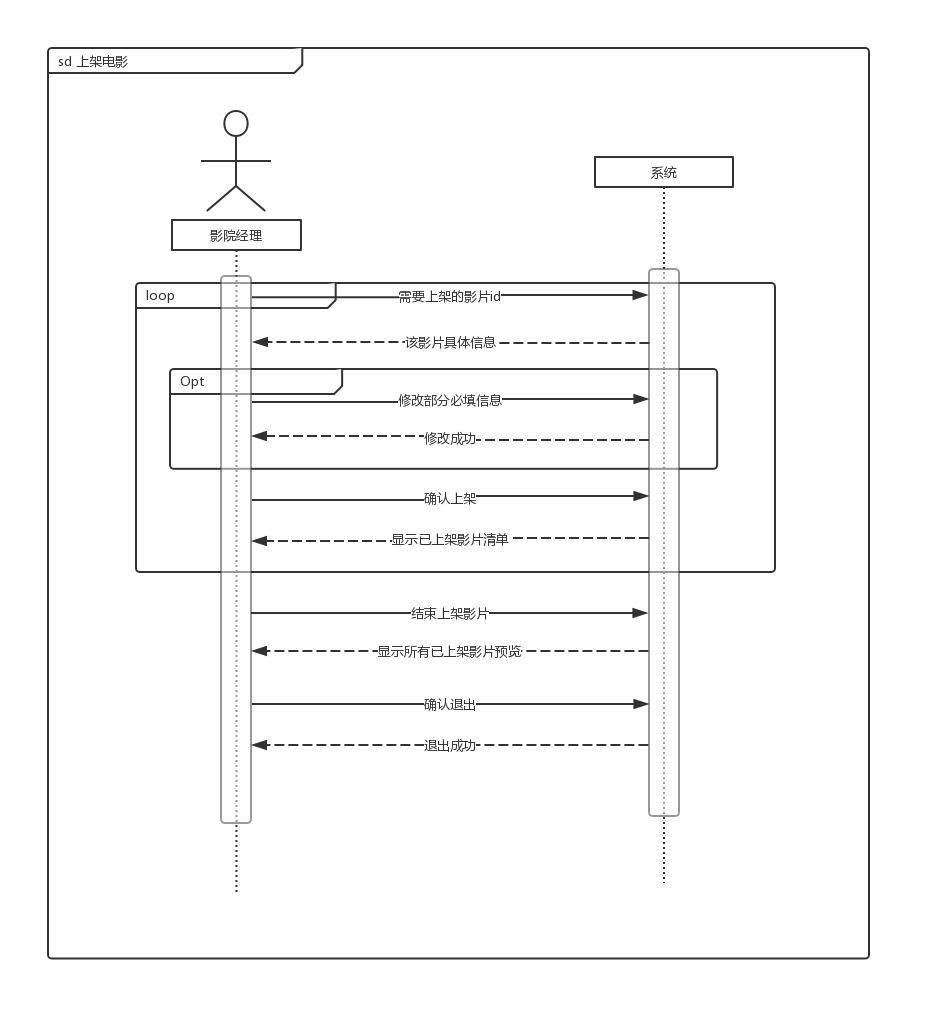 sd 上架电影
系统
影院经理
loop
需要上架的影片id
该影片具体信息
Opt
修改部分必填信息
修改成功
确认上架
显示已上架影片清单
结束上架影片
显示所有已上架影片预览
确认退出
退出成功